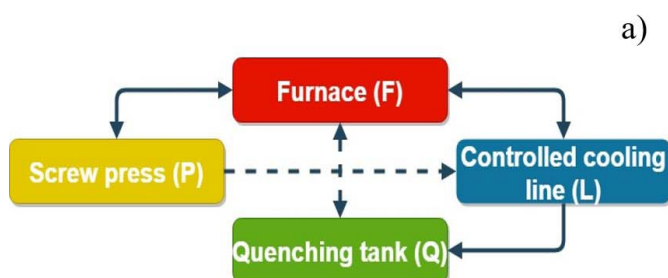 a)
Furnace (F)
Screw press (P)
Controlled cooling
line (L)
Quenching tank (Q)